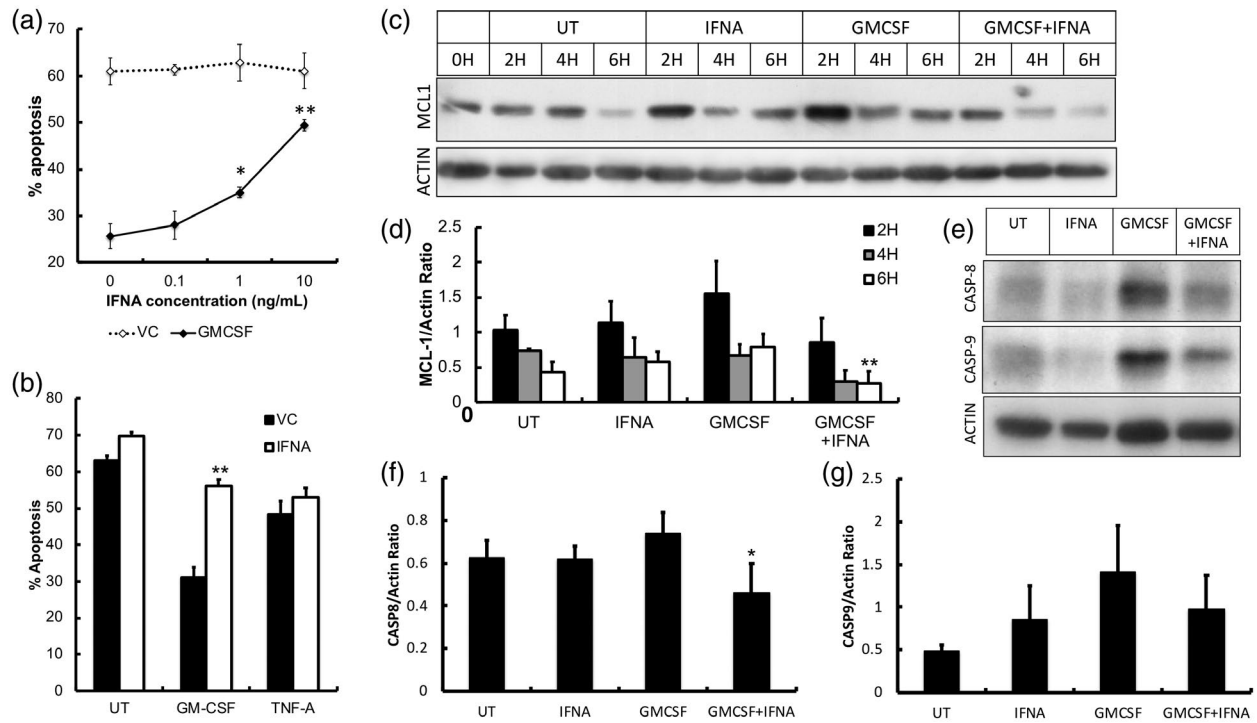 (a)
% apoptosis
70
60
50
40
30
20
*
**
0 0.1 1 10
IFNA concentration (ng/mL)
VC GMCSF
(b)
% Apoptosis
80
70
60
50
40
30
20
10
0
VC
IFNA
**
UT GM-CSF TNF-A
(c)
UT IFNA GMCSF GMCSF+IFNA
0H 2H 4H 6H 2H 4H 6H 2H 4H 6H 2H 4H 6H
MCL1
ACTIN
(d)
MCL-1/Actin Ratio
2.5
2
1.5
1
0.5
0
2H
4H
6H
**
UT IFNA GMCSF GMCSF
+IFNA
(e)
UT IFNA GMCSF GMCSF
+IFNA
CASP-8
CASP-9
ACTIN
(f)
CASP8/Actin Ratio
1
0.8
0.6
0.4
0.2
0
*
UT IFNA GMCSF GMCSF+IFNA
(g)
CASP9/Actin Ratio
2.5
2
1.5
1
0.5
0
UT IFNA GMCSF GMCSF+IFNA